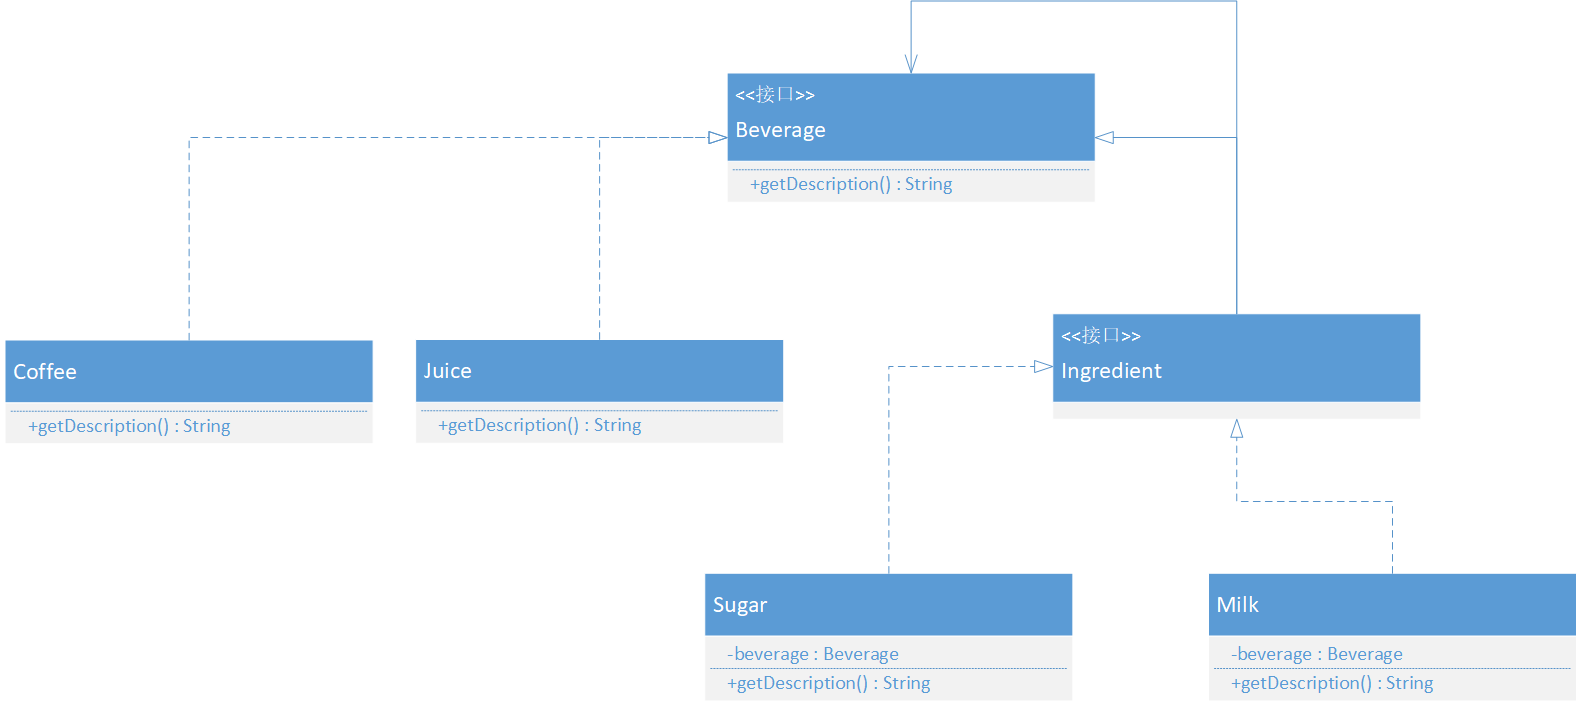 <<接口>>
Beverage
+getDescription() : String
<<接口>>
Ingredient
Coffee
+getDescription() : String
Juice
+getDescription() : String
Sugar
-beverage : Beverage
+getDescription() : String
Milk
-beverage : Beverage
+getDescription() : String